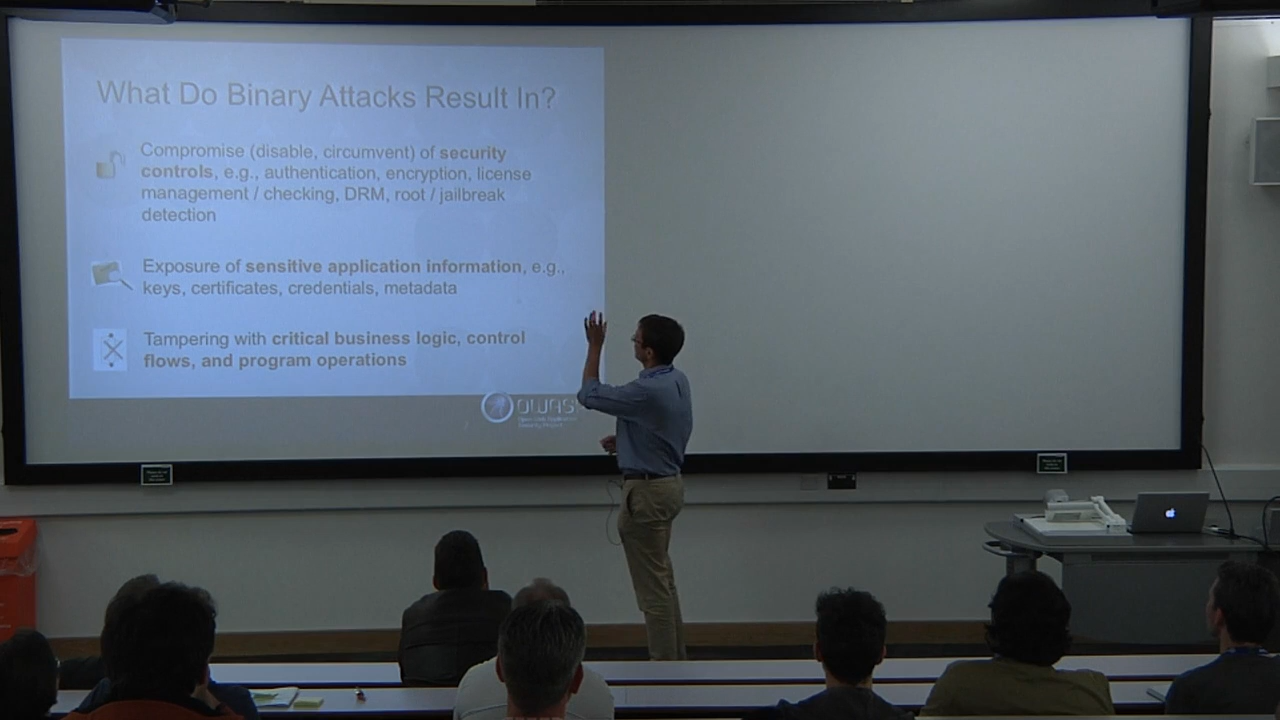 What Do Binary Attacks Result In?
Compromise (disable, circumvent) of security
controls, e.g., authentication, encryption, license
management / checking, DRM, root / jailbreak
detection
Exposure of sensitive application information, e.g.,
keys, certificates, credentials, metadata
Tampering with critical business logic, control
flows, and program operations
OWAS